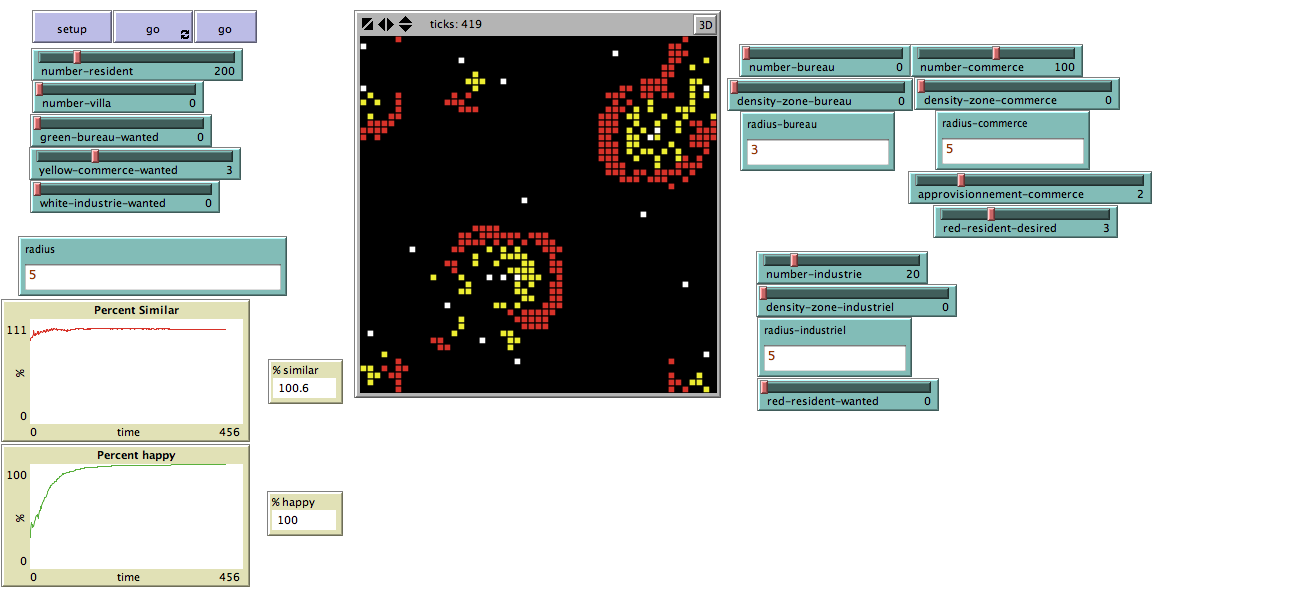 setup go go
number-resident 200
number-villa 0
green-bureau-wanted 0
yellow-commerce-wanted 3
white-industrie-wanted 0
radius
5
Percent Similar
111
%
0
0 time 456
% similar
100.6
Percent happy
100
%
0
0 time 456
% happy
100
ticks: 419 3D
number-bureau 0 number-commerce 100
density-zone-bureau 0 density-zone-commerce 0
radius-bureau radius-commerce
3 5
approvisionnement-commerce 2
red-resident-desired 3
number-industrie 20
density-zone-industriel 0
radius-industriel
5
red-resident-wanted 0